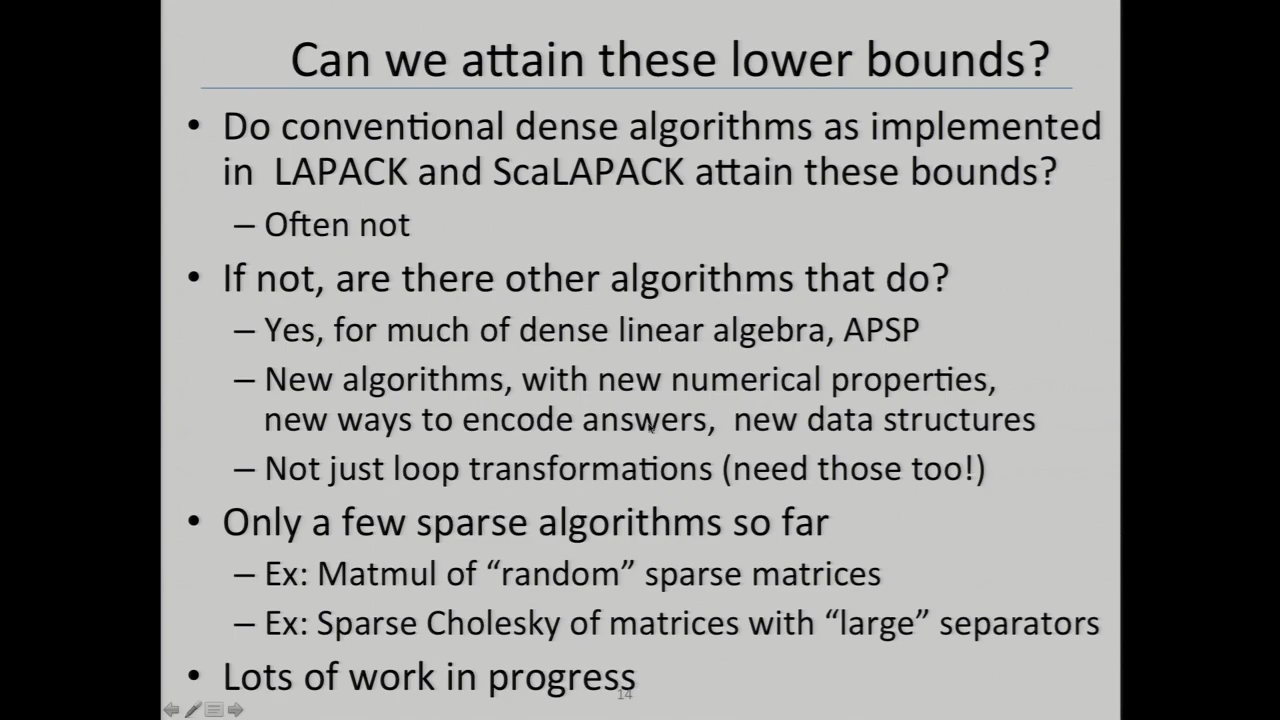 Can we attain these lower bounds?
• Do conventional dense algorithms as implemented
in LAPACK and ScaLAPACK attain these bounds?
– Often not
• If not, are there other algorithms that do?
– Yes, for much of dense linear algebra, APSP
– New algorithms, with new numerical properties,
new ways to encode answers, new data structures
– Not just loop transformations (need those too!)
• Only a few sparse algorithms so far
– Ex: Matmul of “random” sparse matrices
– Ex: Sparse Cholesky of matrices with “large” separators
• Lots of work in progress
14